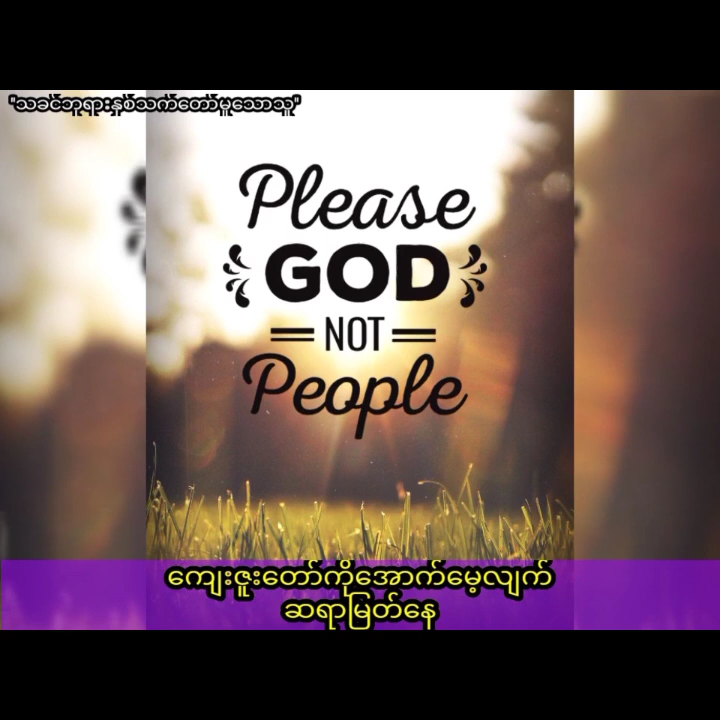 "သခင်ဘုရားနှစ်သက်တော်မူသောသူ"
Please
GOD
NOT
People
ကျေးဇူးတော်ကိုအောက်မေ့လျက်
ဆရာမြတ်နေ